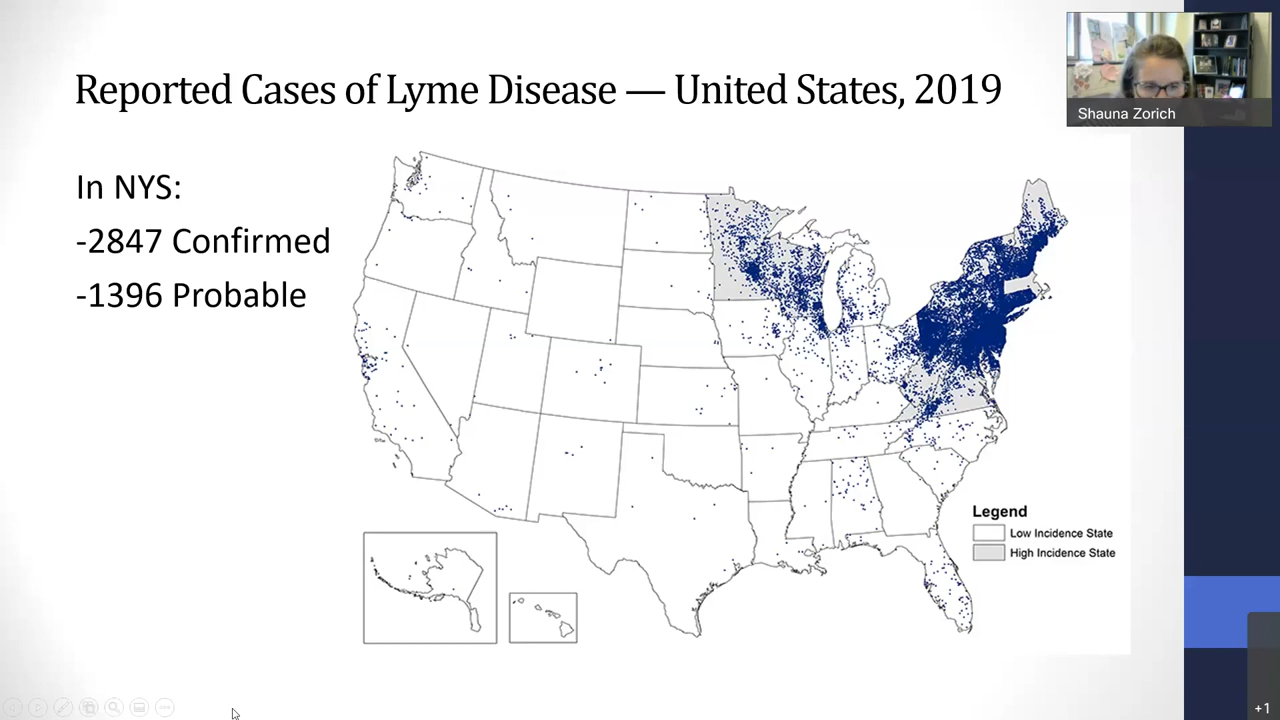 Reported Cases of Lyme Disease — United States, 2019
Shauna Zorich
In NYS:
-2847 Confirmed
-1396 Probable
Legend
Low Incidence State
High Incidence State
+1